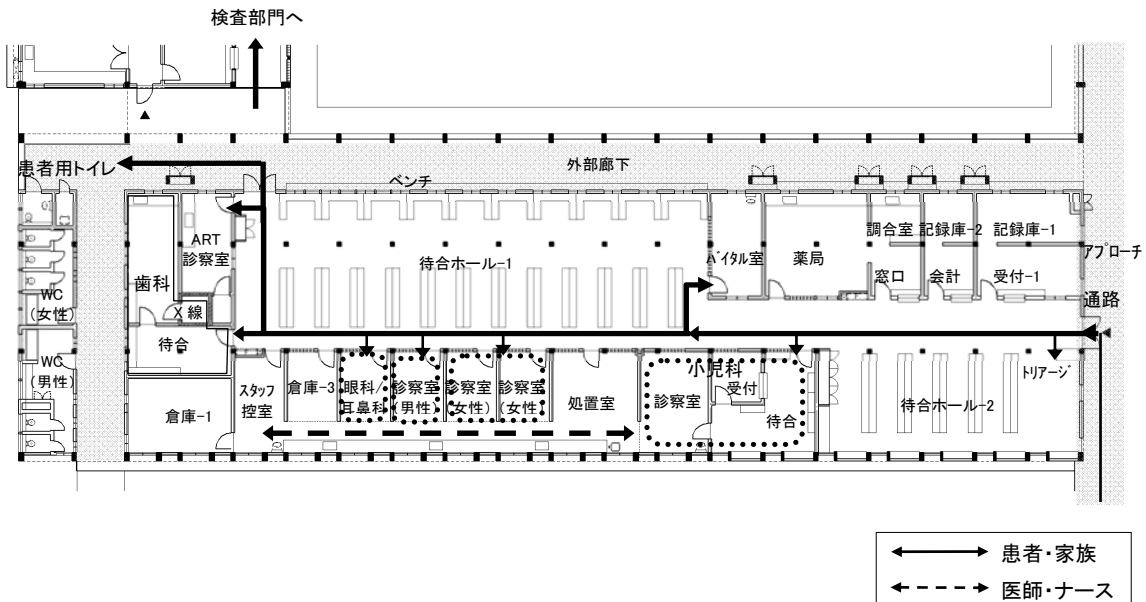 検査部門へ
患者用トイレ
外部廊下
ベンチ
ART
診察室
歯科
X線
待合
WC
(女性)
WC
(男性)
待合ホール-1
バイタル室
薬局
調合室
記録庫-2
記録庫-1
窓口
会計
受付-1
アプローチ
通路
トリアージ
倉庫-1
スタッフ
控室
倉庫-3
眼科/
耳鼻科
診察室
(男性)
診察室
(女性)
診察室
(女性)
処置室
小児科
診察室
受付
待合
待合ホール-2
患者・家族
医師・ナース